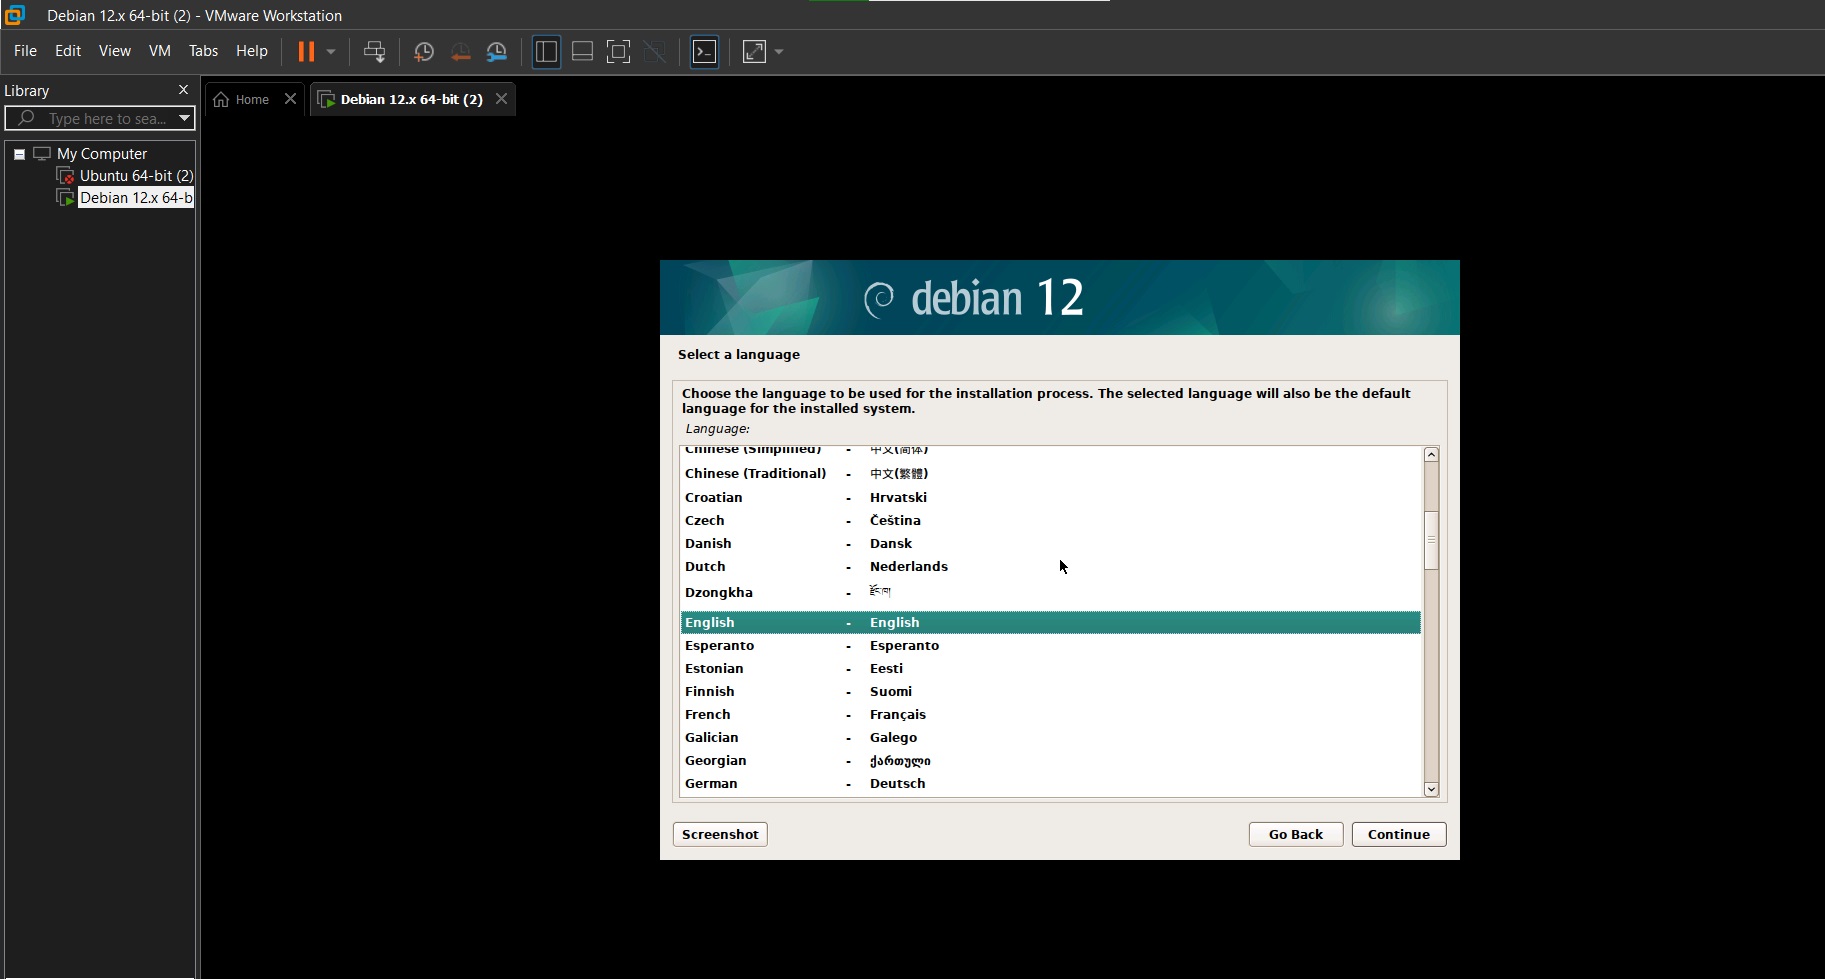 Debian 12.x 64-bit (2) - VMware Workstation
File Edit View VM Tabs Help
Library
Type here to sea...
Home
Debian 12.x 64-bit (2)
My Computer
Ubuntu 64-bit (2)
Debian 12.x 64-b
debian 12
Select a language
Choose the language to be used for the installation process. The selected language will also be the default
language for the installed system.
Language:
Chinese (Simplified) - 中文(简体)
Chinese (Traditional) - 中文(繁體)
Croatian - Hrvatski
Czech - Čeština
Danish - Dansk
Dutch - Nederlands
Dzongkha - རྫོང་ཁ།
English - English
Esperanto - Esperanto
Estonian - Eesti
Finnish - Suomi
French - Français
Galician - Galego
Georgian - ქართული
German - Deutsch
Screenshot
Go Back
Continue